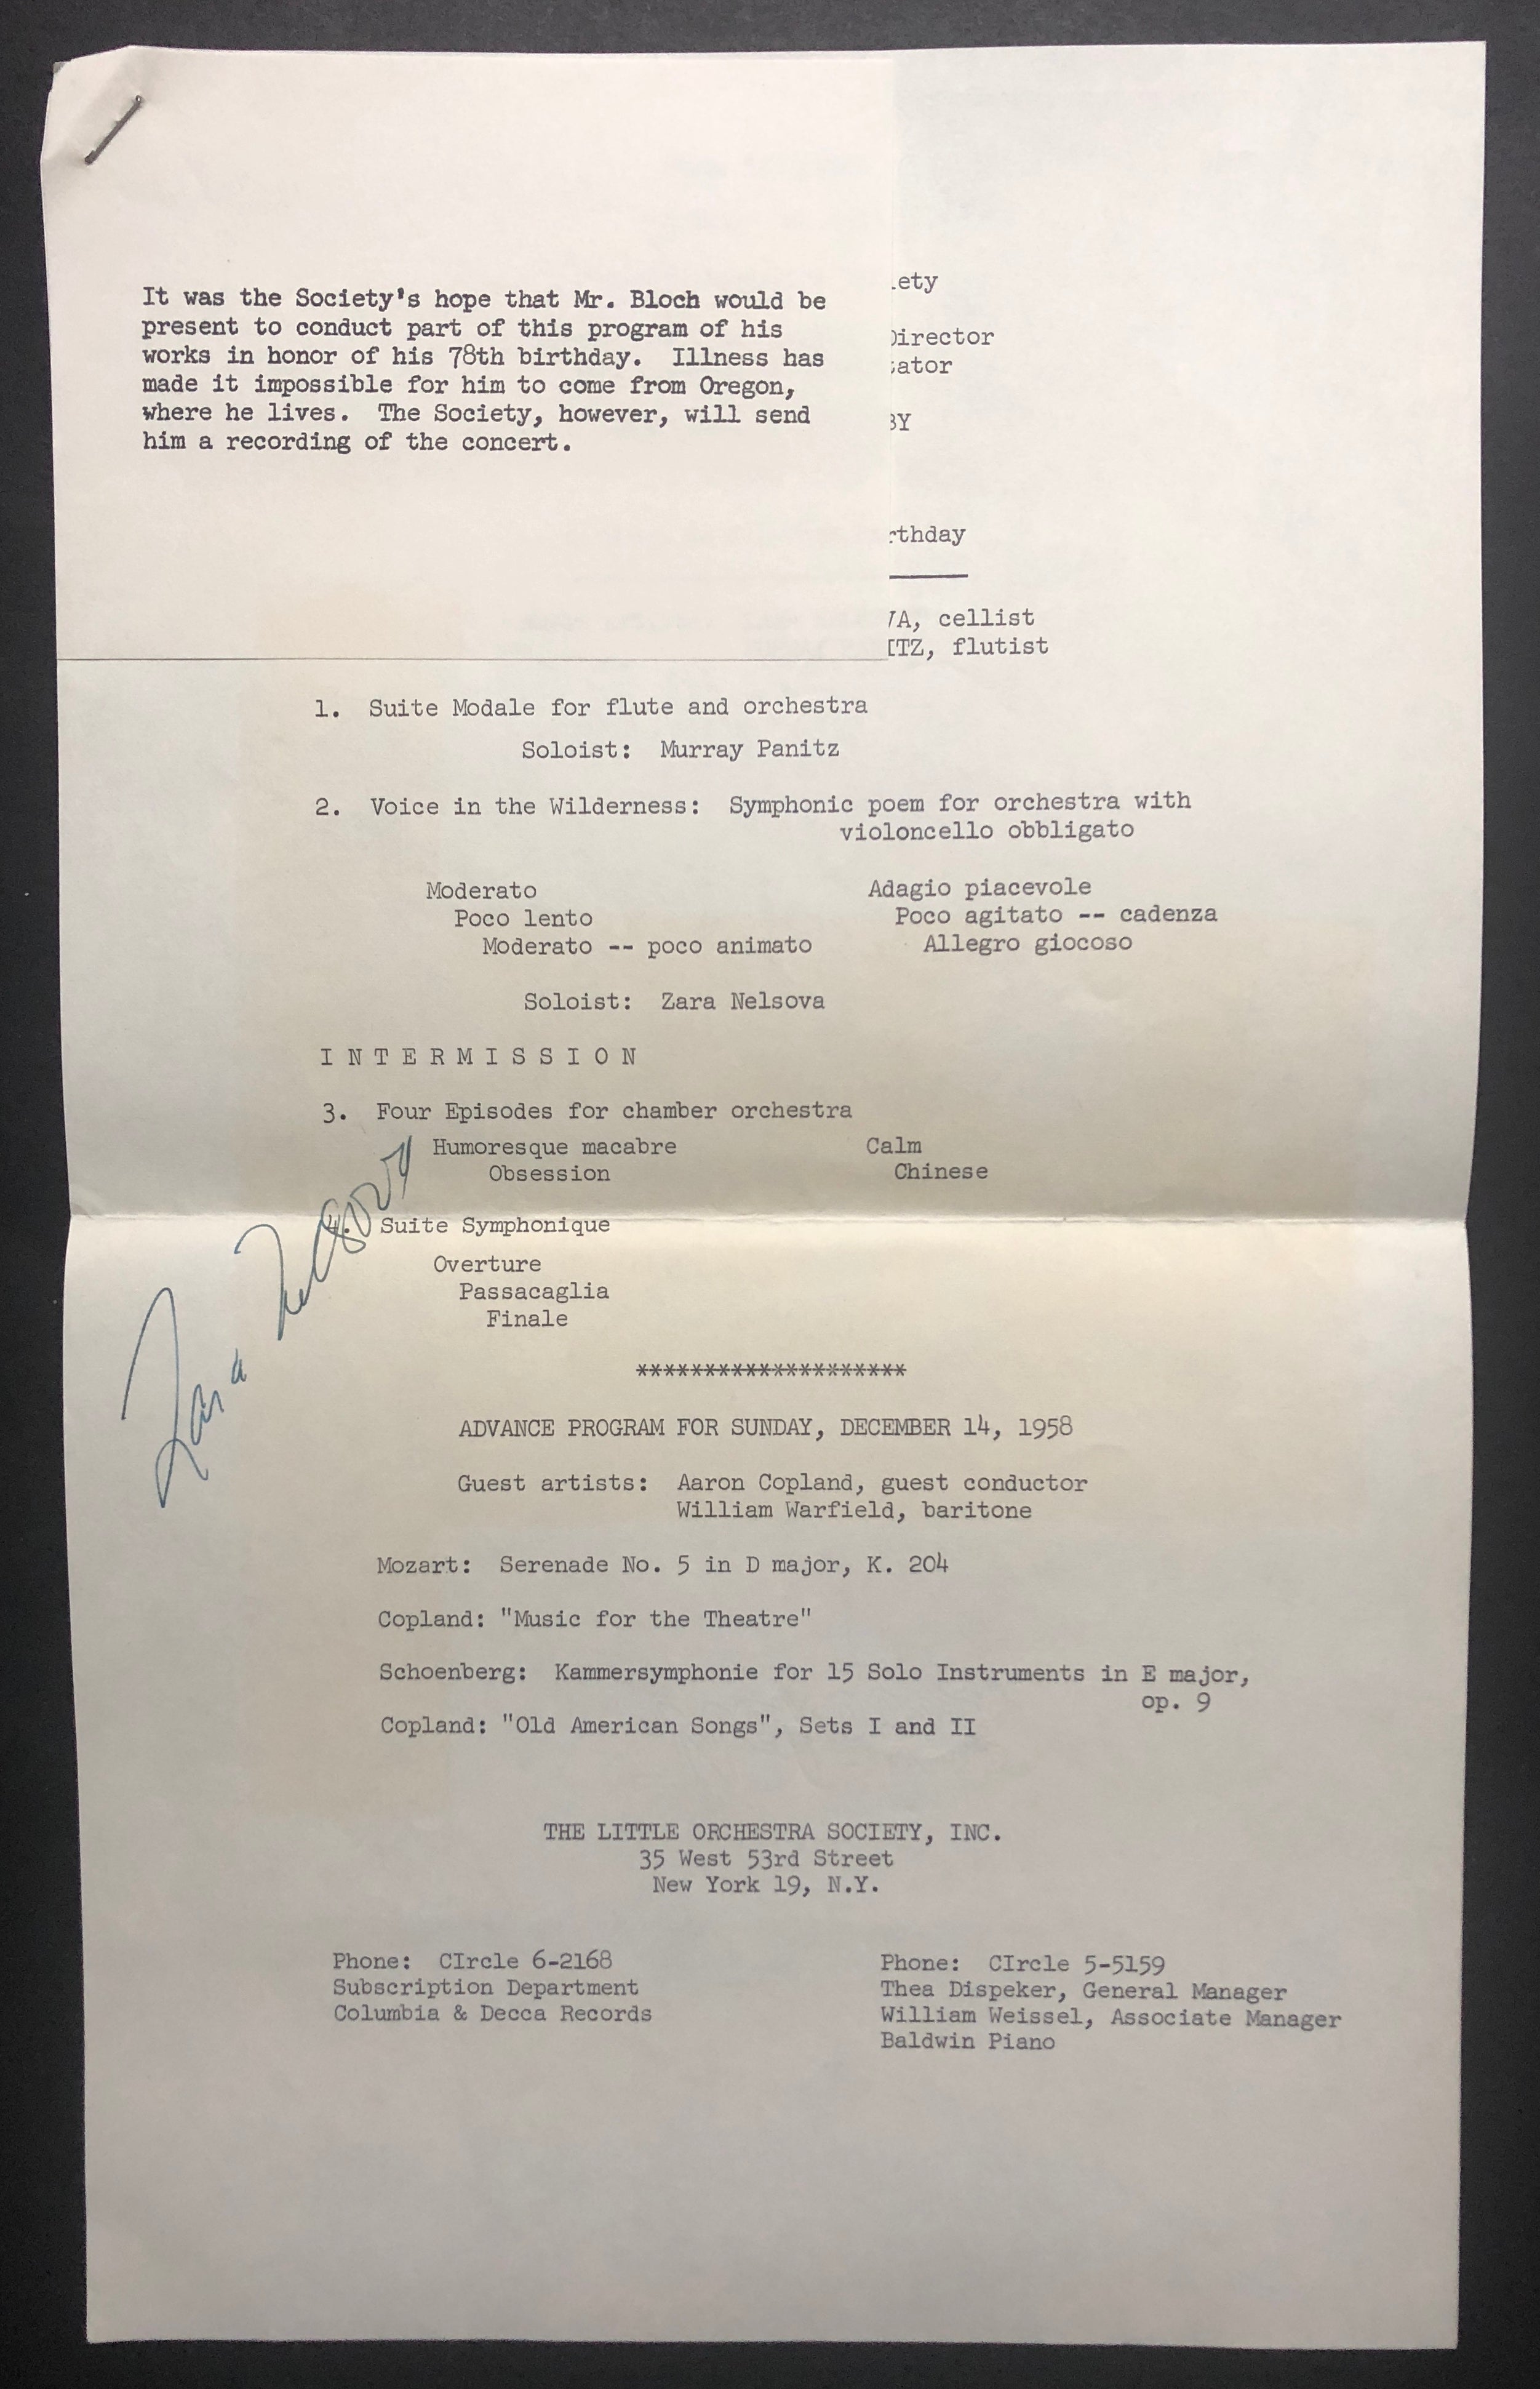 It was the Society's hope that Mr. Bloch would be
present to conduct part of this program of his
works in honor of his 78th birthday. Illness has
made it impossible for him to come from Oregon,
where he lives. The Society, however, will send
him a recording of the concert.
ety
Director
ator
BY
rthday
VA, cellist
ITZ, flutist
1. Suite Modale for flute and orchestra
Soloist: Murray Panitz
2. Voice in the Wilderness: Symphonic poem for orchestra with
violoncello obbligato
Moderato Adagio piacevole
Poco lento Poco agitato -- cadenza
Moderato -- poco animato Allegro giocoso
Soloist: Zara Nelsova
I N T E R M I S S I O N
3. Four Episodes for chamber orchestra
Humoresque macabre Calm
Obsession Chinese
4. Suite Symphonique
Overture
Passacaglia
Finale
Zara Nelsova
********************
ADVANCE PROGRAM FOR SUNDAY, DECEMBER 14, 1958
Guest artists: Aaron Copland, guest conductor
William Warfield, baritone
Mozart: Serenade No. 5 in D major, K. 204
Copland: "Music for the Theatre"
Schoenberg: Kammersymphonie for 15 Solo Instruments in E major,
op. 9
Copland: "Old American Songs", Sets I and II
THE LITTLE ORCHESTRA SOCIETY, INC.
35 West 53rd Street
New York 19, N.Y.
Phone: CIrcle 6-2168
Subscription Department
Columbia & Decca Records
Phone: CIrcle 5-5159
Thea Dispeker, General Manager
William Weissel, Associate Manager
Baldwin Piano